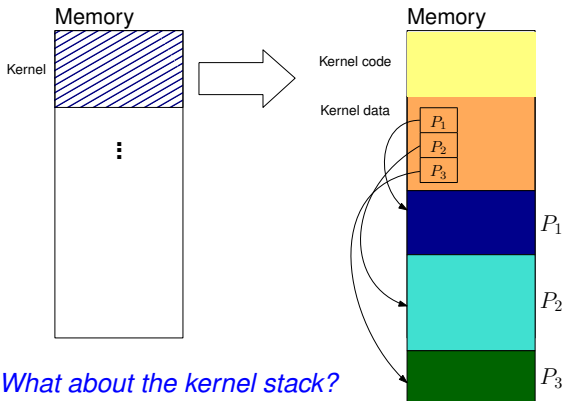 Memory
Kernel
⋮
Memory
Kernel code
Kernel data
P₁
P₂
P₃
P₁
P₂
P₃
What about the kernel stack?